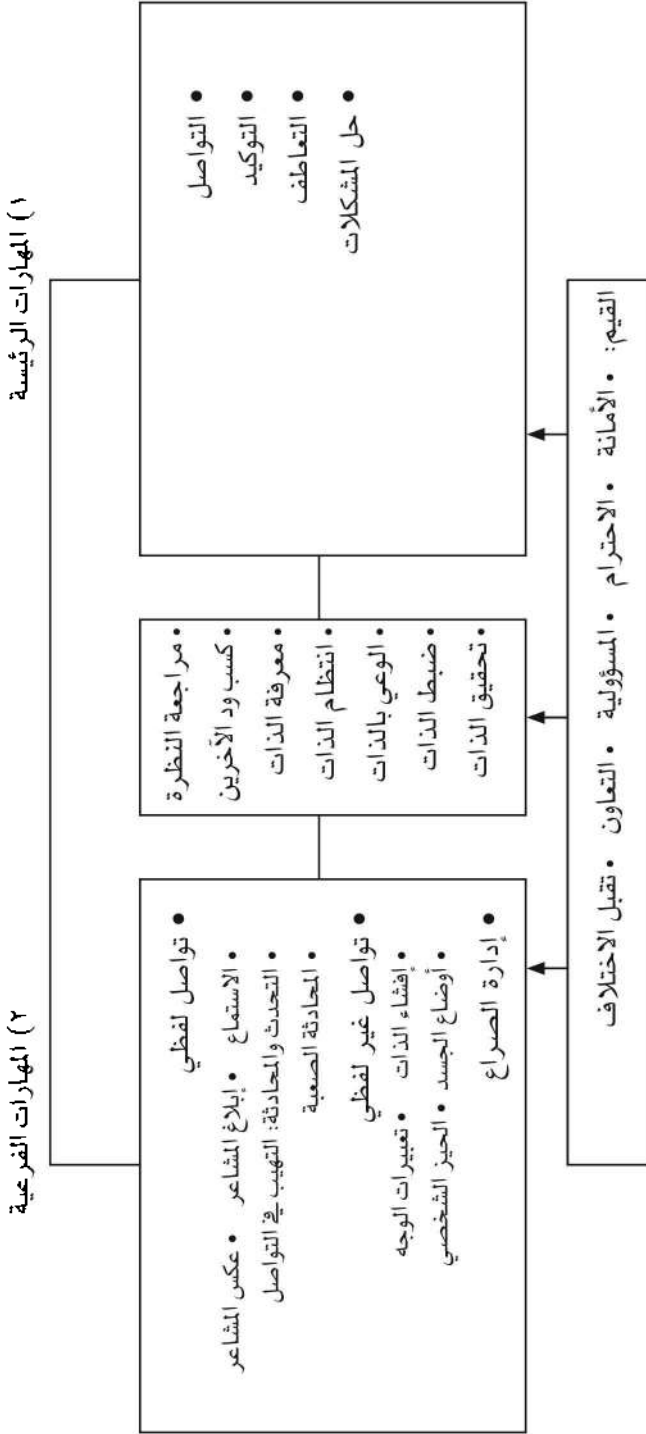 ١) المهارات الرئيسة
٢) المهارات الفرعية
• التواصل
• التوكيد
• التعاطف
• حل المشكلات
• مراجعة النظرة
• كسب ود الآخرين
• معرفة الذات
• انتظام الذات
• الوعي بالذات
• ضبط الذات
• تحقيق الذات
• تواصل لفظي
• الاستماع • إبلاغ المشاعر • عكس المشاعر
• التحدث والمحادثة: التهيب في التواصل
• المحادثة الصعبة
• تواصل غير لفظي
• إفشاء الذات • تعبيرات الوجه
• أوضاع الجسد • الحيز الشخصي
• إدارة الصراع
القيم: • الأمانة • الاحترام • المسؤولية • التعاون • تقبل الاختلاف